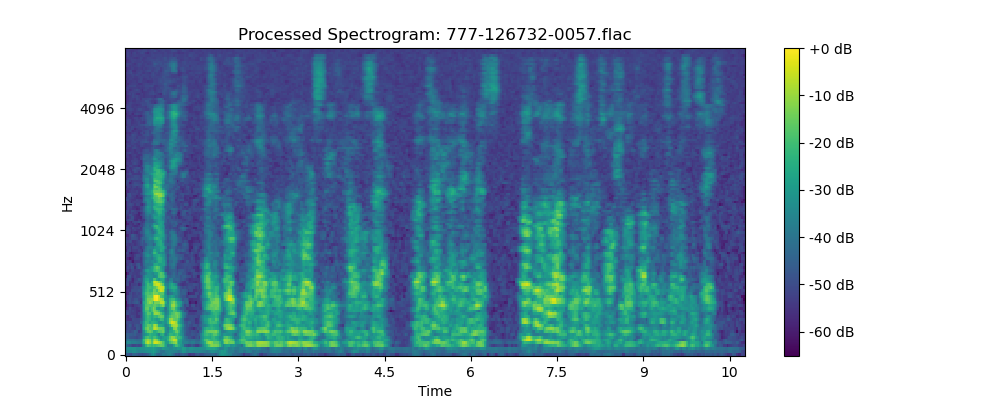 Processed Spectrogram: 777-126732-0057.flac
+0 dB
4096
-10 dB
2048
-20 dB
Hz
-30 dB
1024
-40 dB
512
-50 dB
-60 dB
0
0 1.5 3 4.5 6 7.5 9 10
Time